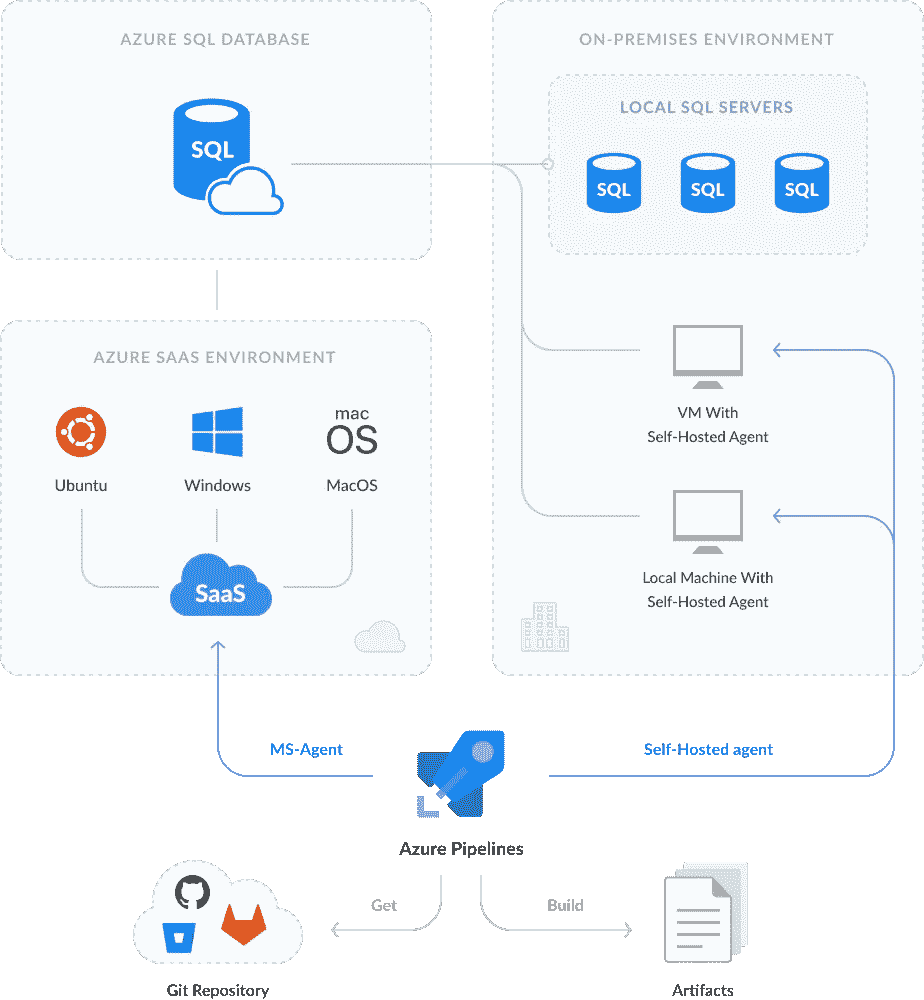 AZURE SQL DATABASE
SQL
ON-PREMISES ENVIRONMENT
LOCAL SQL SERVERS
SQL
SQL
SQL
AZURE SAAS ENVIRONMENT
Ubuntu
Windows
mac
OS
MacOS
SaaS
VM With
Self-Hosted Agent
Local Machine With
Self-Hosted Agent
MS-Agent
Self-Hosted agent
Azure Pipelines
Get
Build
Git Repository
Artifacts